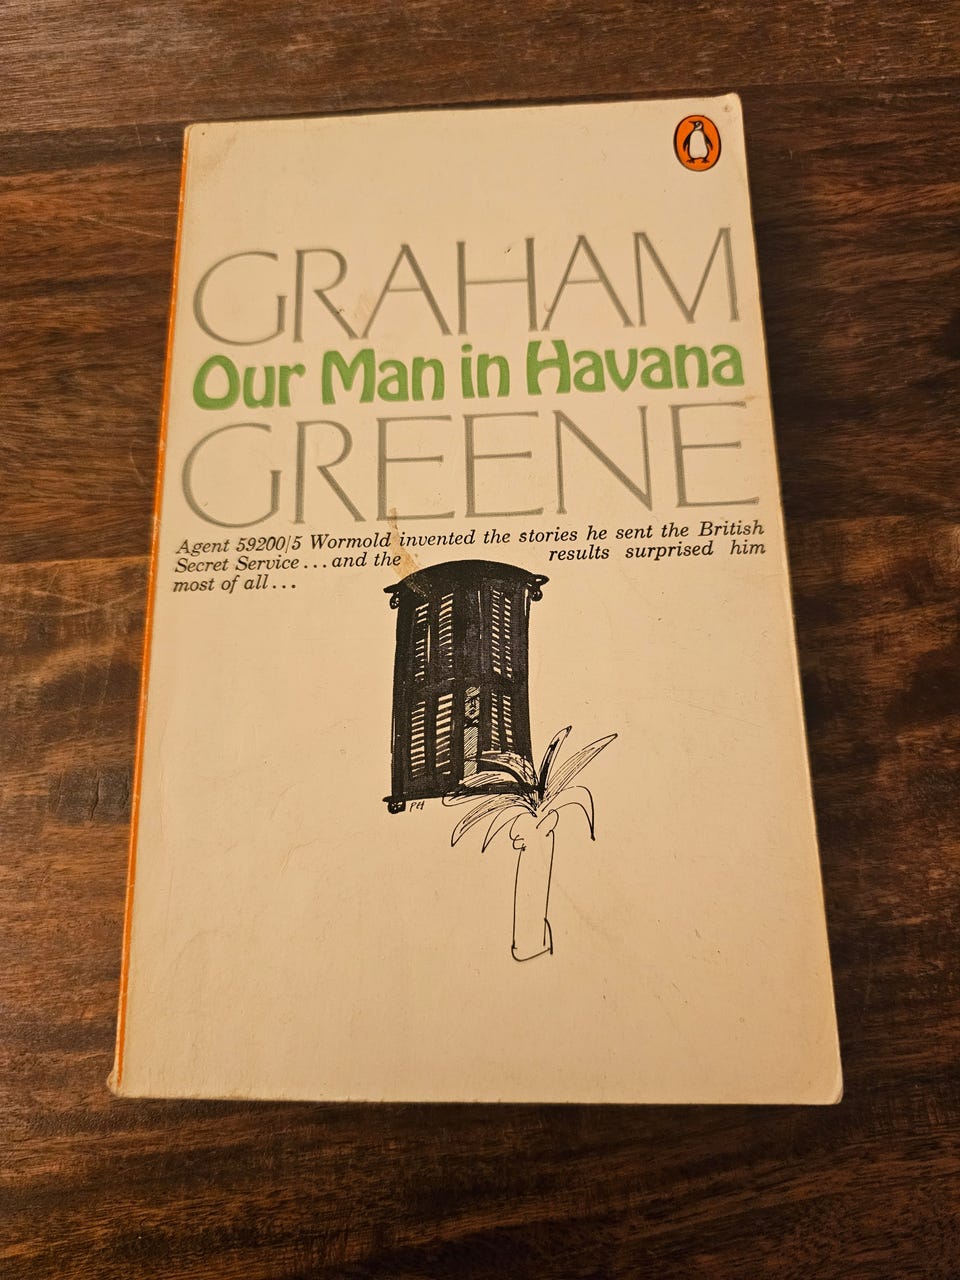 GRAHAM
Our Man in Havana
GREENE
Agent 59200/5 Wormold invented the stories he sent the British
Secret Service...and the results surprised him
most of all...
PH